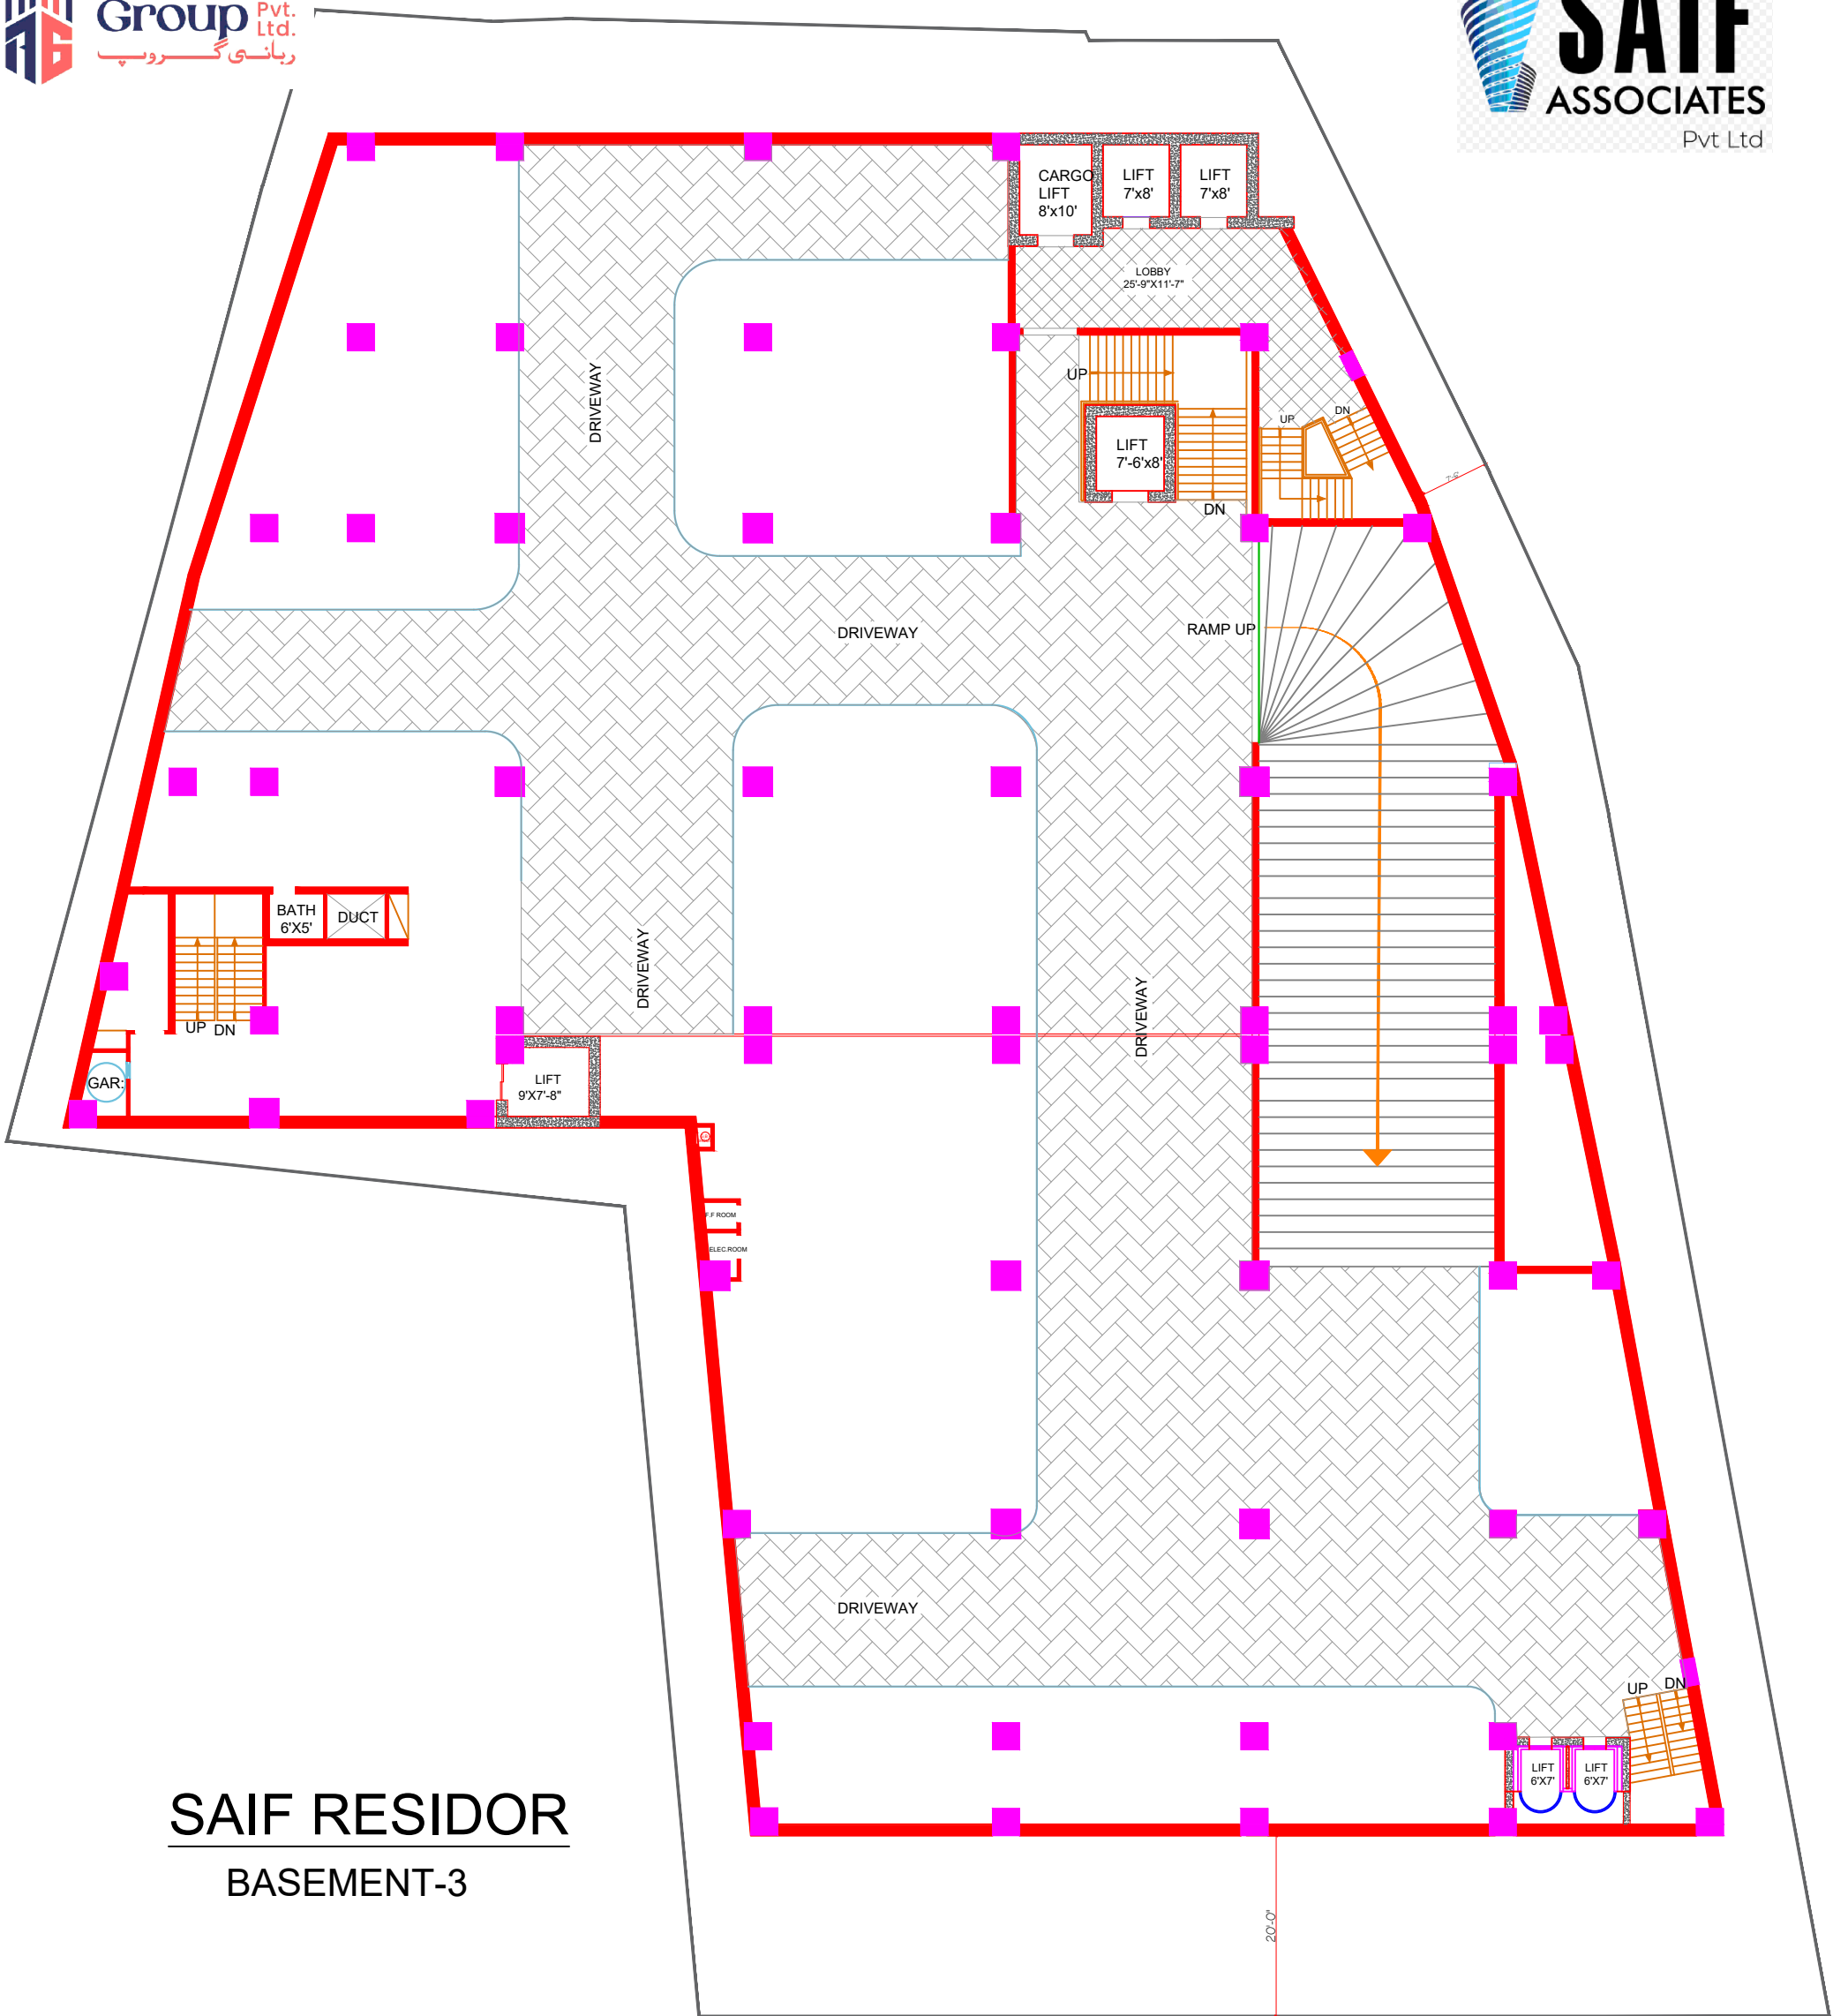 Group Pvt. Ltd.
ربانی گروپ
SAIF
ASSOCIATES
Pvt Ltd
CARGO
LIFT
8'x10'
LIFT
7'x8'
LIFT
7'x8'
LOBBY
25'-9"X11'-7"
DRIVEWAY
UP
LIFT
7'-6'x8'
DN
UP
DN
7'-6"
DRIVEWAY
RAMP UP
BATH
6'X5'
DUCT
DRIVEWAY
DRIVEWAY
UP DN
GAR:
LIFT
9'X7'-8"
F.F ROOM
ELEC.ROOM
DRIVEWAY
UP DN
LIFT
6'X7'
LIFT
6'X7'
SAIF RESIDOR
BASEMENT-3
20'-0"